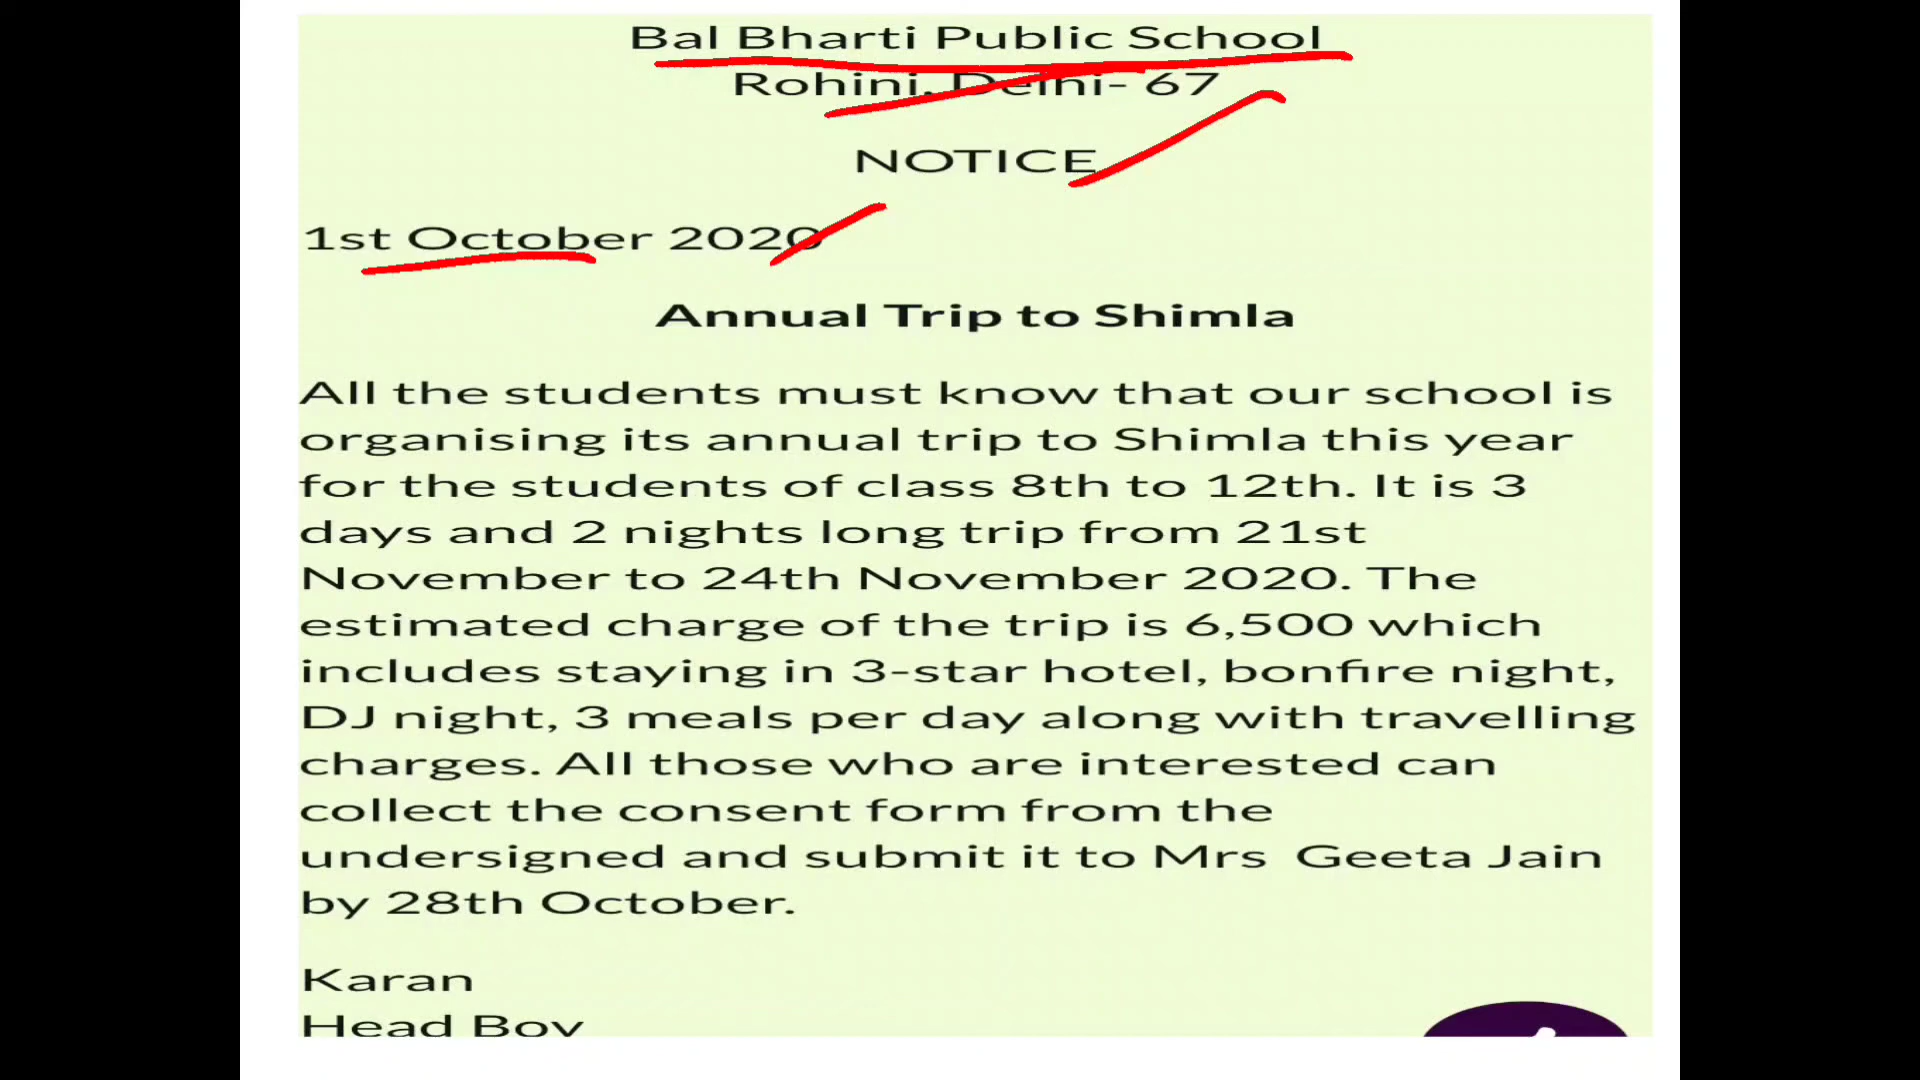 Bal Bharti Public School
Rohini, Delhi- 67
NOTICE
1st October 2020
Annual Trip to Shimla
All the students must know that our school is
organising its annual trip to Shimla this year
for the students of class 8th to 12th. It is 3
days and 2 nights long trip from 21st
November to 24th November 2020. The
estimated charge of the trip is 6,500 which
includes staying in 3-star hotel, bonfire night,
DJ night, 3 meals per day along with travelling
charges. All those who are interested can
collect the consent form from the
undersigned and submit it to Mrs  Geeta Jain
by 28th October.
Karan
Head Boy